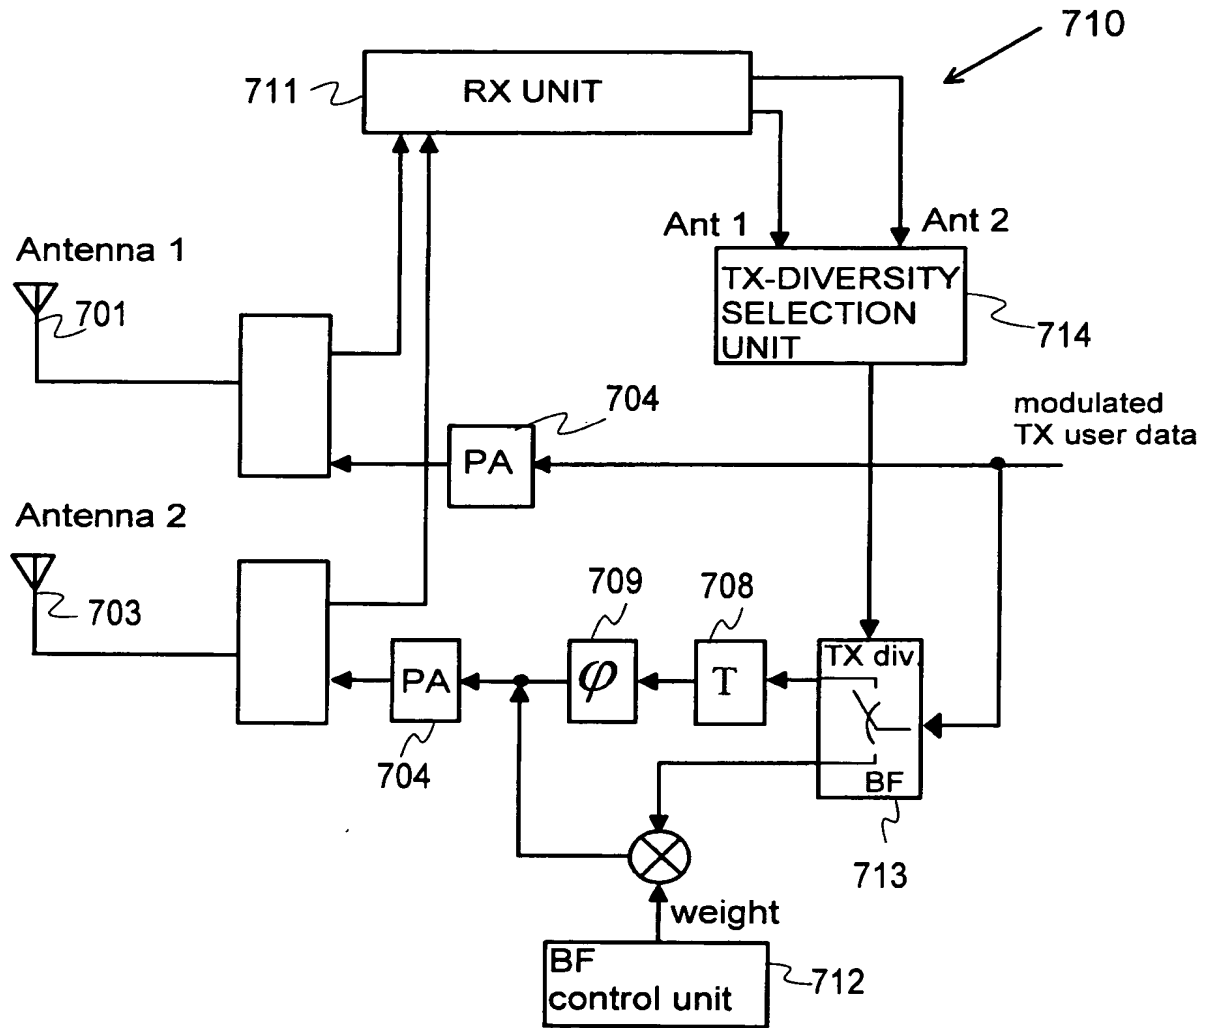 710
711
RX UNIT
Ant 1
Ant 2
Antenna 1
701
TX-DIVERSITY
SELECTION
UNIT
714
704
modulated
TX user data
PA
Antenna 2
703
709
708
TX div.
PA
φ
T
704
BF
713
weight
BF
control unit
712